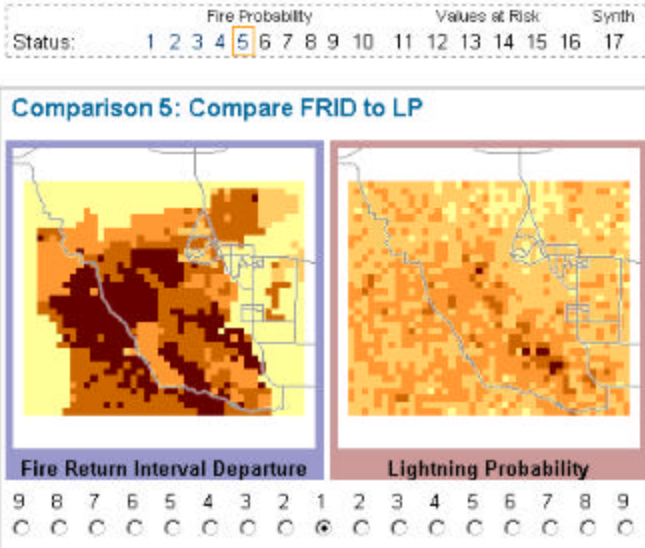 Fire Probability Values at Risk Synth
Status: 1 2 3 4 5 6 7 8 9 10 11 12 13 14 15 16 17
Comparison 5: Compare FRID to LP
Fire Return Interval Departure
Lightning Probability
9 8 7 6 5 4 3 2 1 2 3 4 5 6 7 8 9